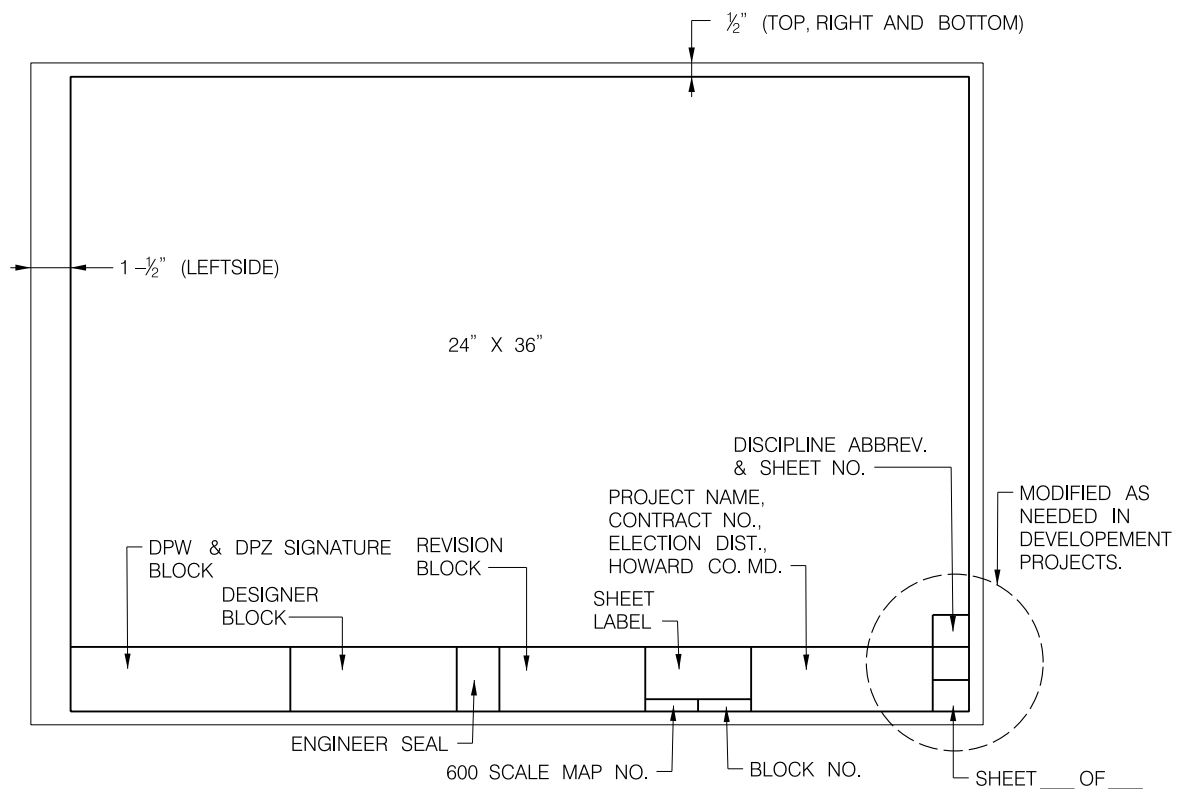 ½” (TOP, RIGHT AND BOTTOM)
1 -½” (LEFTSIDE)
24” X 36”
DISCIPLINE ABBREV.
& SHEET NO.
MODIFIED AS
NEEDED IN
DEVELOPEMENT
PROJECTS.
PROJECT NAME,
CONTRACT NO.,
ELECTION DIST.,
HOWARD CO. MD.
DPW & DPZ SIGNATURE
BLOCK
REVISION
BLOCK
DESIGNER
BLOCK
SHEET
LABEL
ENGINEER SEAL
600 SCALE MAP NO.
BLOCK NO.
SHEET ___ OF ___